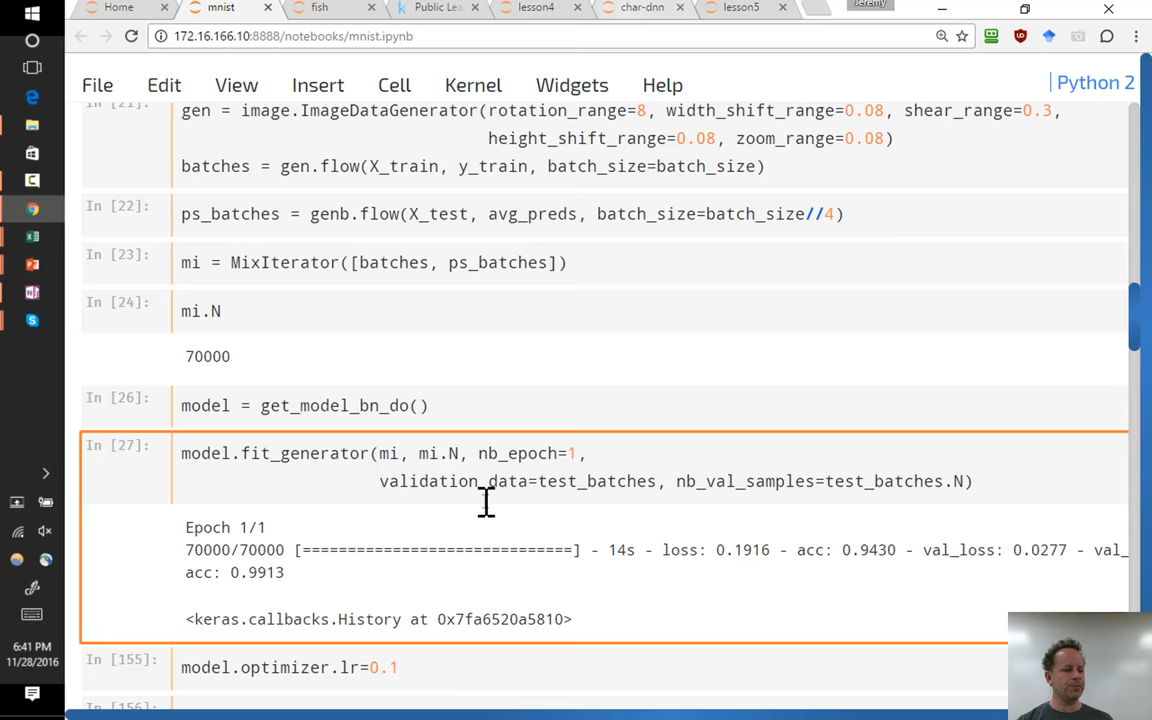 Home
mnist
fish
Public Lea
lesson4
char-dnn
lesson5
Jeremy
172.16.166.10:8888/notebooks/mnist.ipynb
File Edit View Insert Cell Kernel Widgets Help
Python 2
In [21]:
gen = image.ImageDataGenerator(rotation_range=8, width_shift_range=0.08, shear_range=0.3,
height_shift_range=0.08, zoom_range=0.08)
batches = gen.flow(X_train, y_train, batch_size=batch_size)
In [22]:
ps_batches = genb.flow(X_test, avg_preds, batch_size=batch_size//4)
In [23]:
mi = MixIterator([batches, ps_batches])
In [24]:
mi.N
70000
In [26]:
model = get_model_bn_do()
In [27]:
model.fit_generator(mi, mi.N, nb_epoch=1,
validation_data=test_batches, nb_val_samples=test_batches.N)
Epoch 1/1
70000/70000 [==============================] - 14s - loss: 0.1916 - acc: 0.9430 - val_loss: 0.0277 - val_
acc: 0.9913
<keras.callbacks.History at 0x7fa6520a5810>
In [155]:
model.optimizer.lr=0.1
In [156]:
6:41 PM
11/28/2016